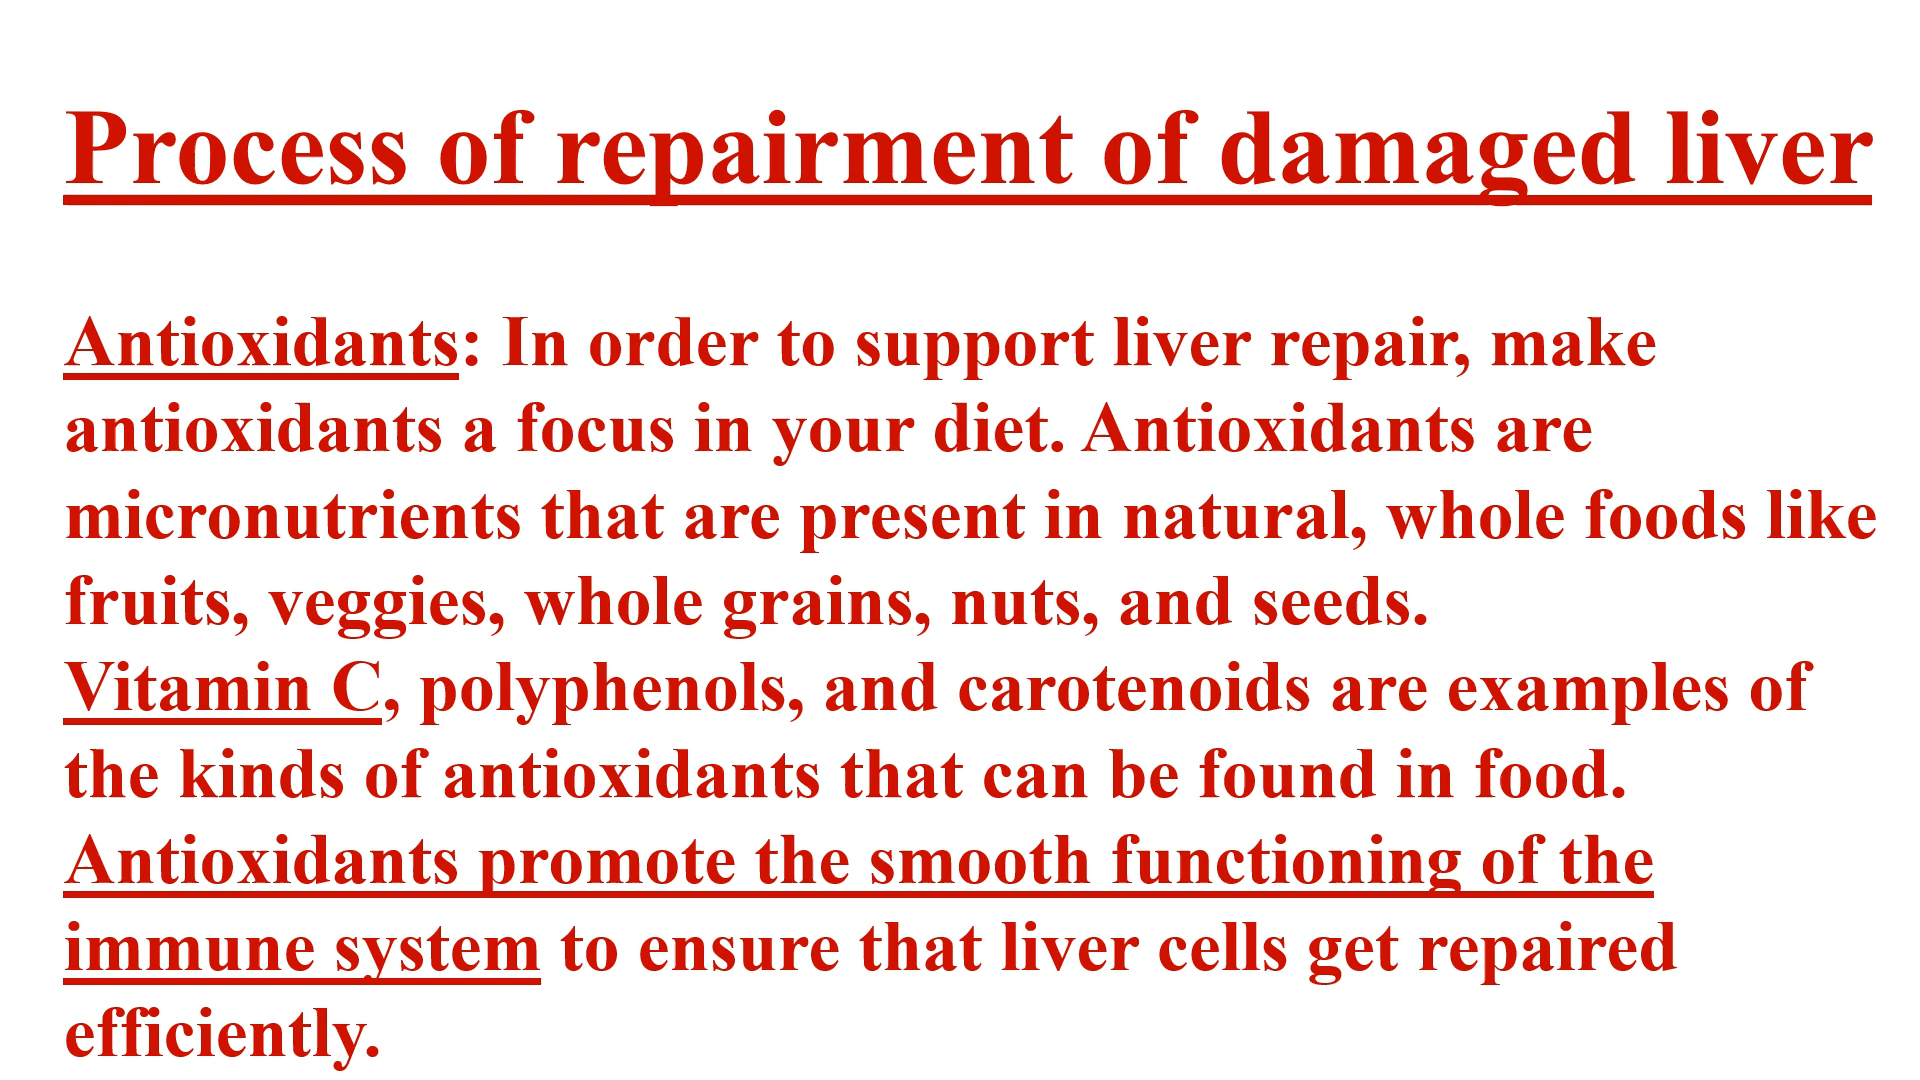 Process of repairment of damaged liver
Antioxidants: In order to support liver repair, make
antioxidants a focus in your diet. Antioxidants are
micronutrients that are present in natural, whole foods like
fruits, veggies, whole grains, nuts, and seeds.
Vitamin C, polyphenols, and carotenoids are examples of
the kinds of antioxidants that can be found in food.
Antioxidants promote the smooth functioning of the
immune system to ensure that liver cells get repaired
efficiently.